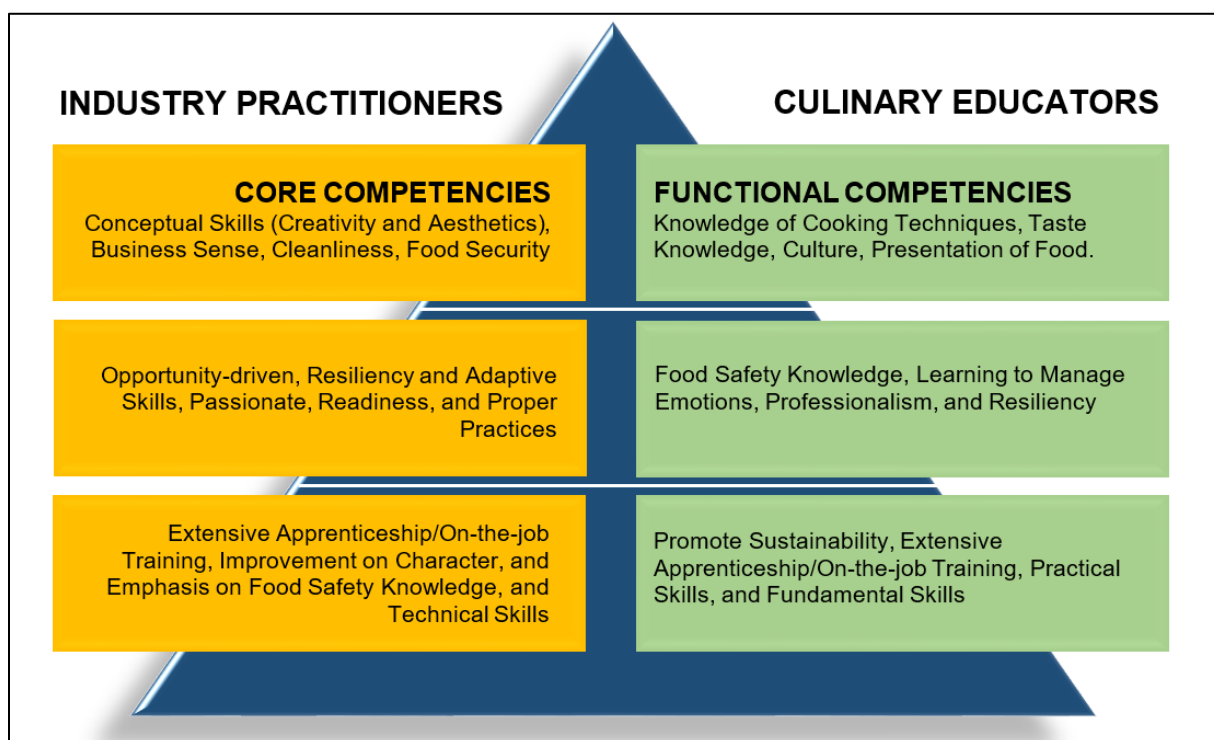 INDUSTRY PRACTITIONERS
CORE COMPETENCIES
Conceptual Skills (Creativity and Aesthetics),
Business Sense, Cleanliness, Food Security
Opportunity-driven, Resiliency and Adaptive
Skills, Passionate, Readiness, and Proper
Practices
Extensive Apprenticeship/On-the-job
Training, Improvement on Character, and
Emphasis on Food Safety Knowledge, and
Technical Skills
CULINARY EDUCATORS
FUNCTIONAL COMPETENCIES
Knowledge of Cooking Techniques, Taste
Knowledge, Culture, Presentation of Food.
Food Safety Knowledge, Learning to Manage
Emotions, Professionalism, and Resiliency
Promote Sustainability, Extensive
Apprenticeship/On-the-job Training, Practical
Skills, and Fundamental Skills